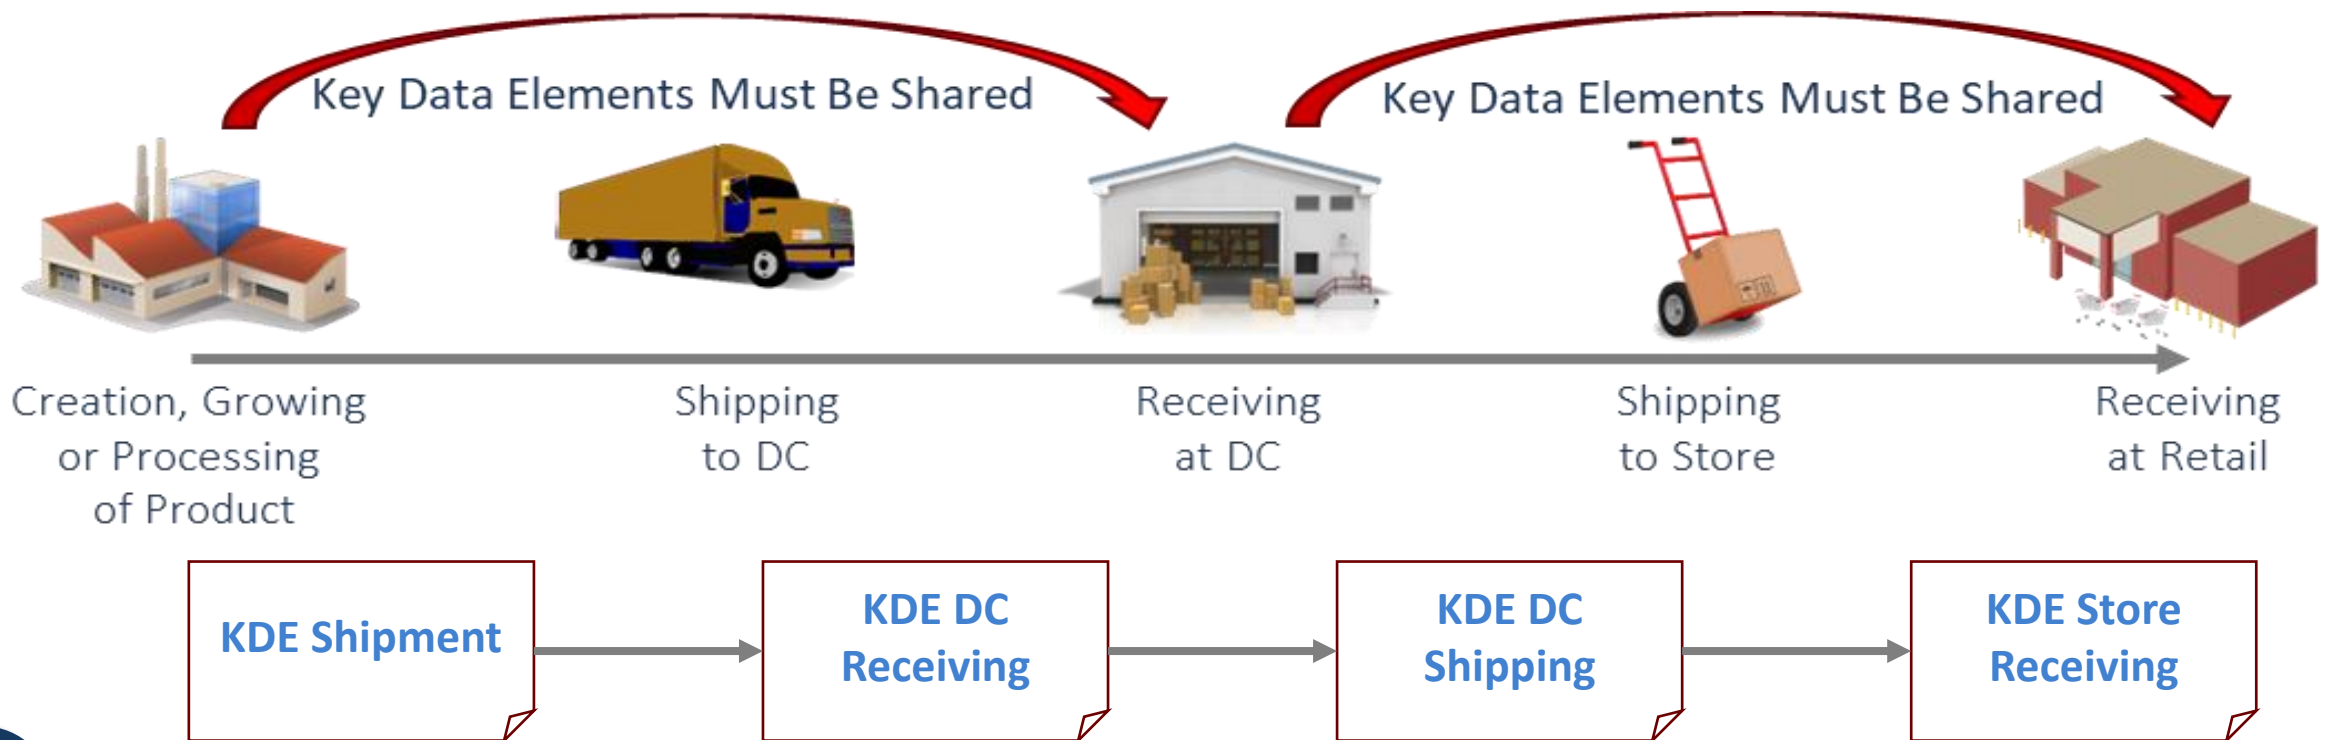 Key Data Elements Must Be Shared
Key Data Elements Must Be Shared
Creation, Growing
or Processing
of Product
Shipping
to DC
Receiving
at DC
Shipping
to Store
Receiving
at Retail
KDE Shipment
KDE DC
Receiving
KDE DC
Shipping
KDE Store
Receiving